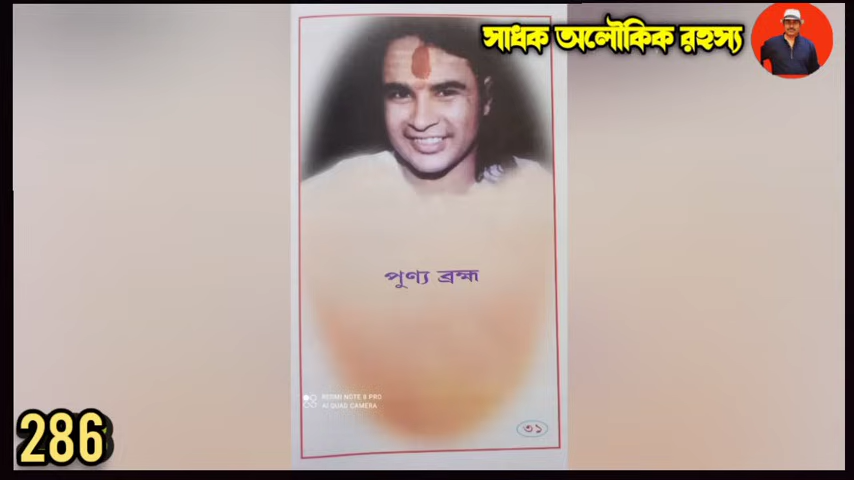 সাধক অলৌকিক রহস্য
পুণ্য ব্রহ্ম
REDMI NOTE 8 PRO
AI QUAD CAMERA
৩১
286